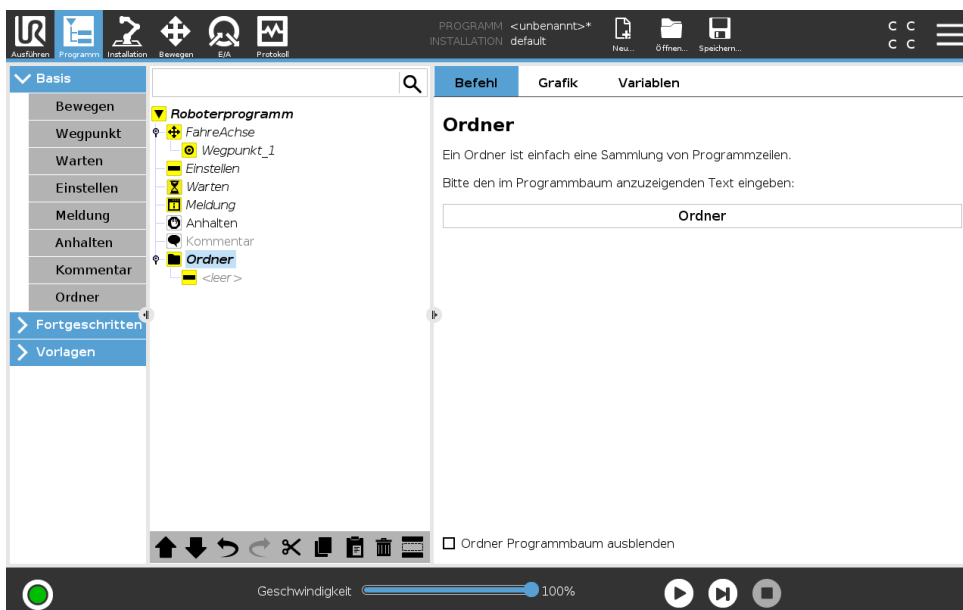 UR
Ausführen
Programm
Installation
Bewegen
E/A
Protokoll
PROGRAMM <unbenannt>*
INSTALLATION default
Neu...
Öffnen...
Speichern...
C C
C C
Basis
Bewegen
Wegpunkt
Warten
Einstellen
Meldung
Anhalten
Kommentar
Ordner
Fortgeschritten
Vorlagen
Roboterprogramm
FahreAchse
Wegpunkt_1
Einstellen
Warten
Meldung
Anhalten
Kommentar
Ordner
<leer>
Befehl Grafik Variablen
Ordner
Ein Ordner ist einfach eine Sammlung von Programmzeilen.
Bitte den im Programmbaum anzuzeigenden Text eingeben:
Ordner
Ordner Programmbaum ausblenden
Geschwindigkeit 100%